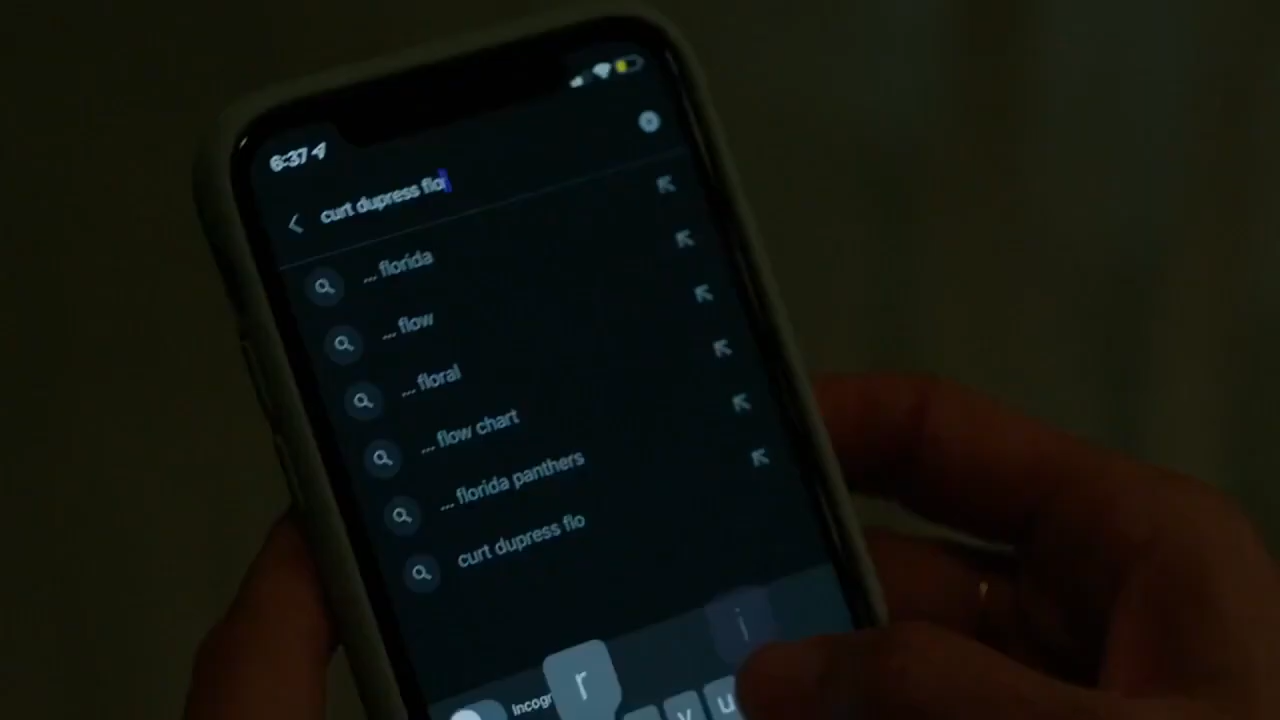 6:37
curt dupress flo
... florida
... flow
... floral
... flow chart
... florida panthers
curt dupress flo
i
r
Incog
y u